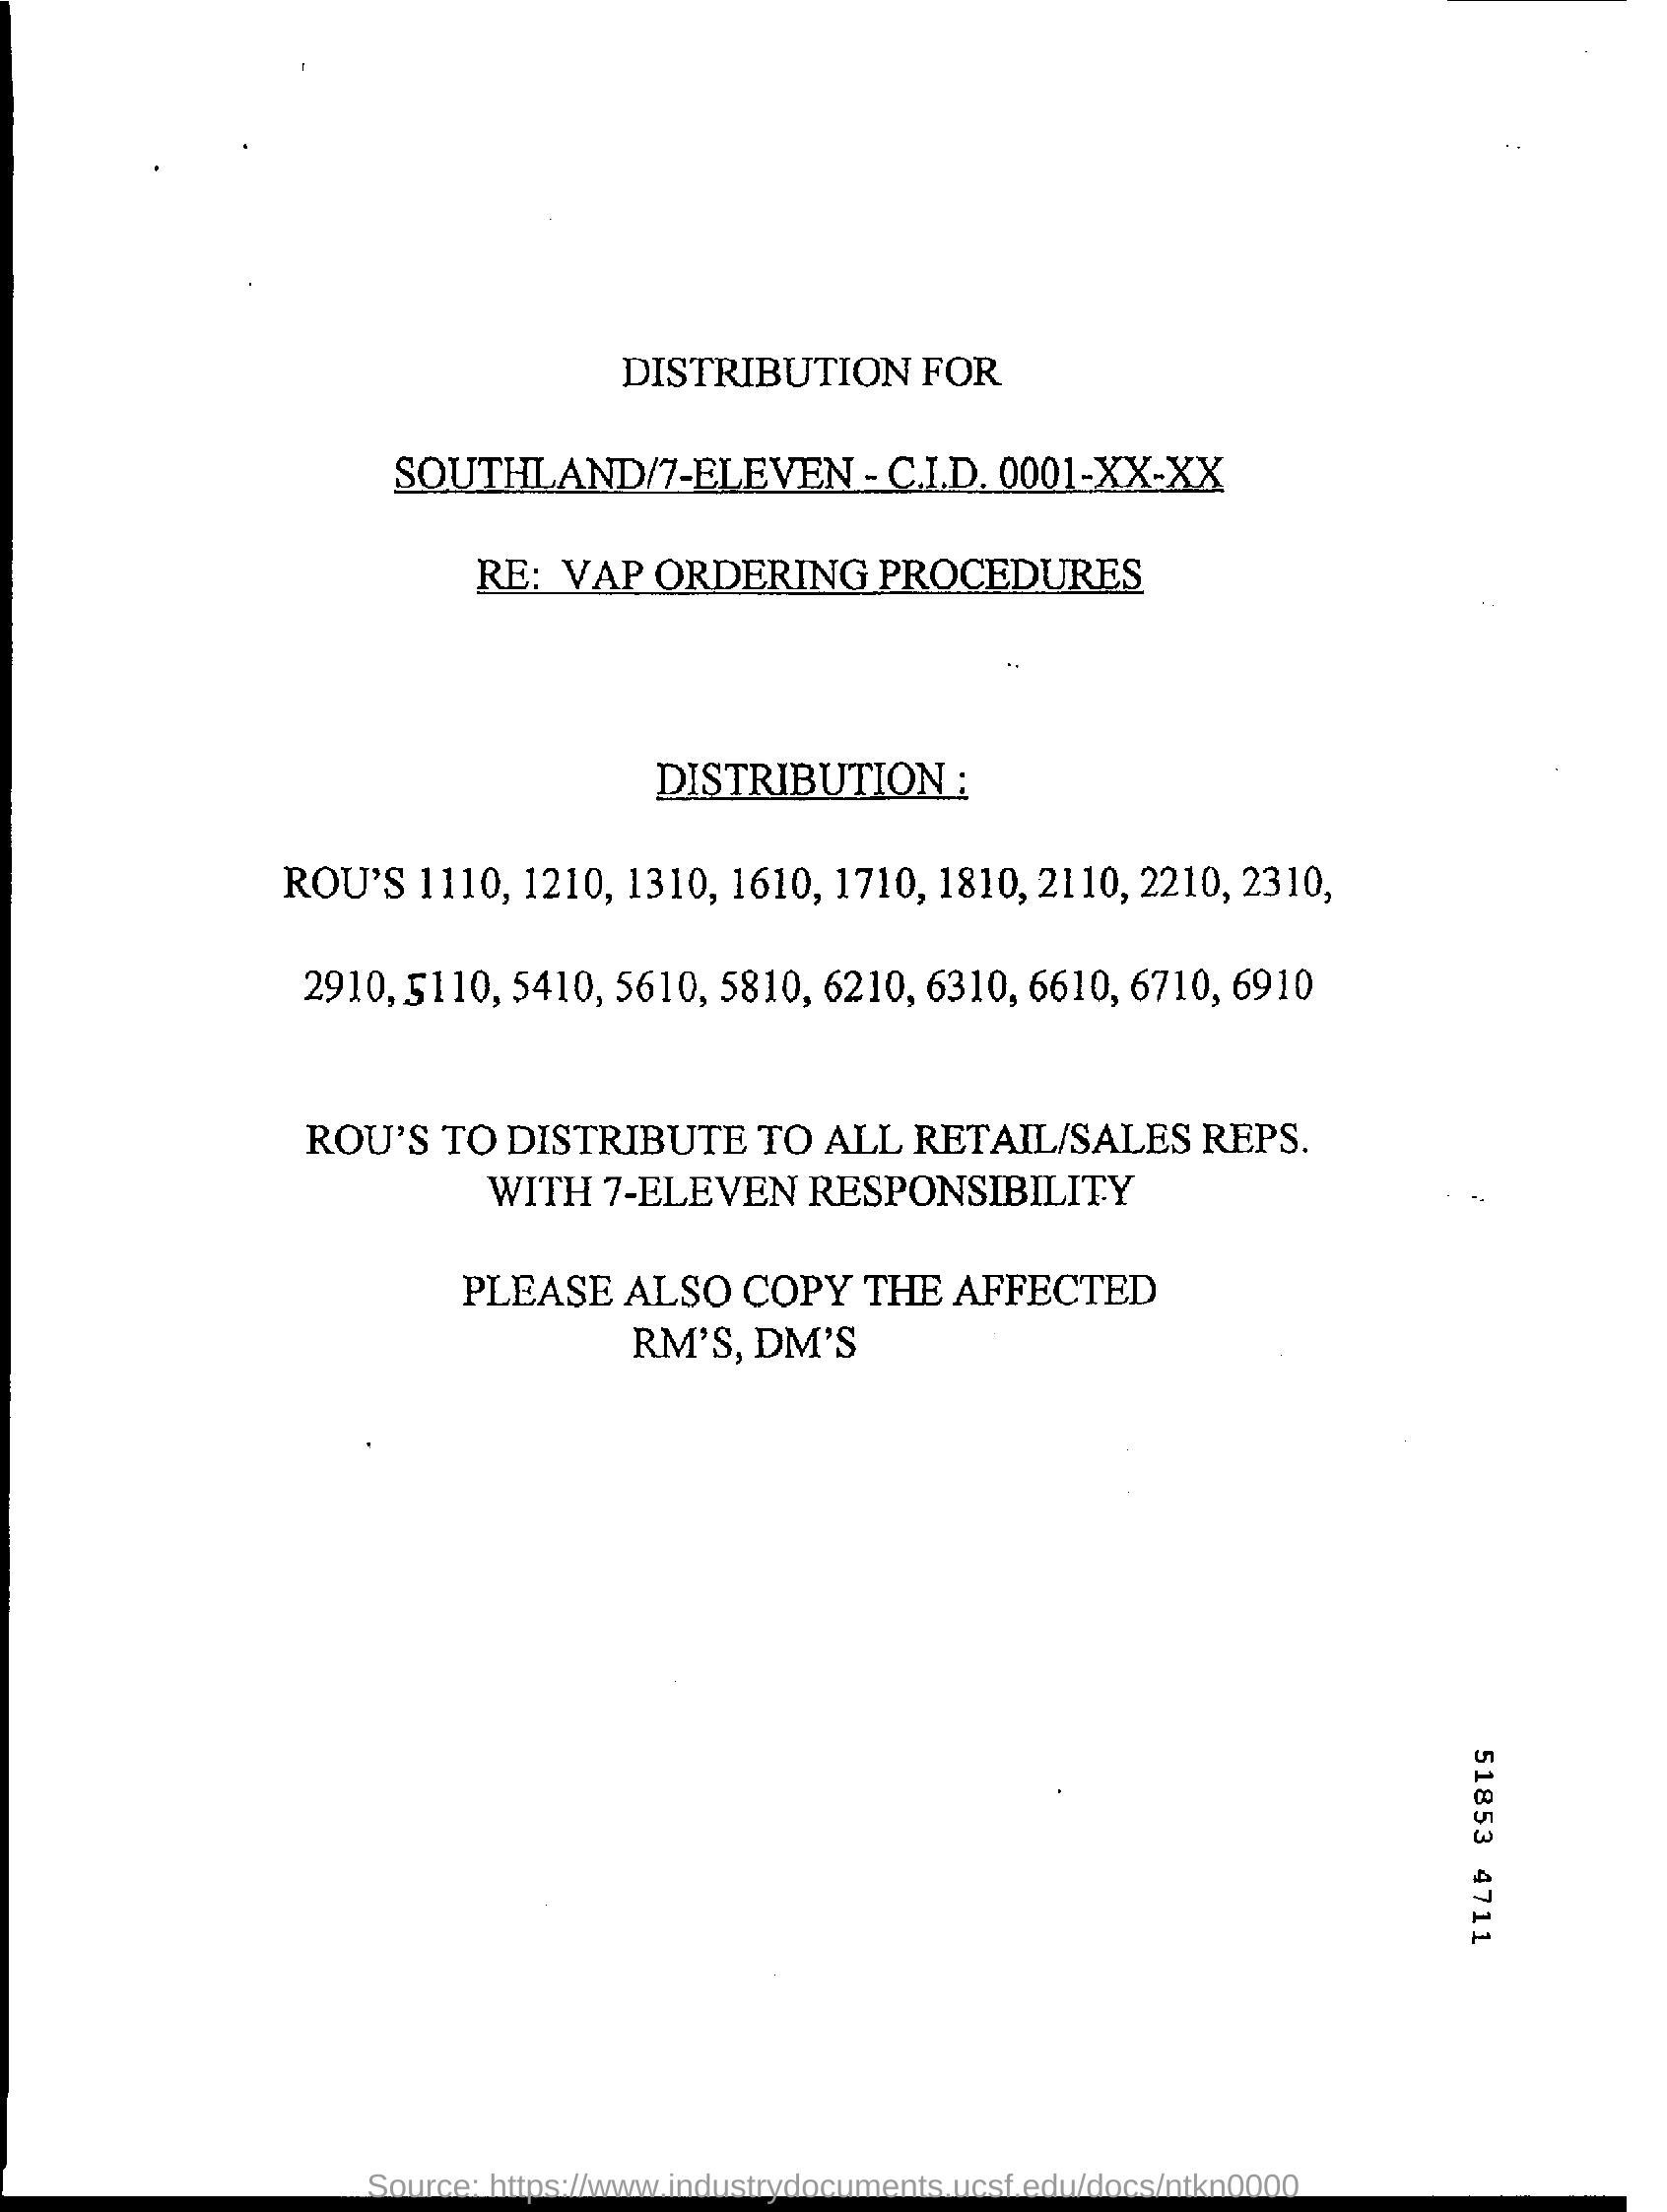 DISTRIBUTION FOR
SOUTHLAND/7-ELEVEN - C.I.D. 0001-XX-XX
RE: VAP ORDERING PROCEDURES
DISTRIBUTION :
ROU'S 1110, 1210, 1310, 1610, 1710, 1810, 2110, 2210, 2310,
2910, 5110, 5410, 5610, 5810, 6210, 6310, 6610, 6710, 6910
ROU'S TO DISTRIBUTE TO ALL RETAIL/SALES REPS.
WITH 7-ELEVEN RESPONSIBILITY
PLEASE ALSO COPY THE AFFECTED
RM'S, DM'S
51853 4711
Source: https://www.industrydocuments.ucsf.edu/docs/ntkn0000